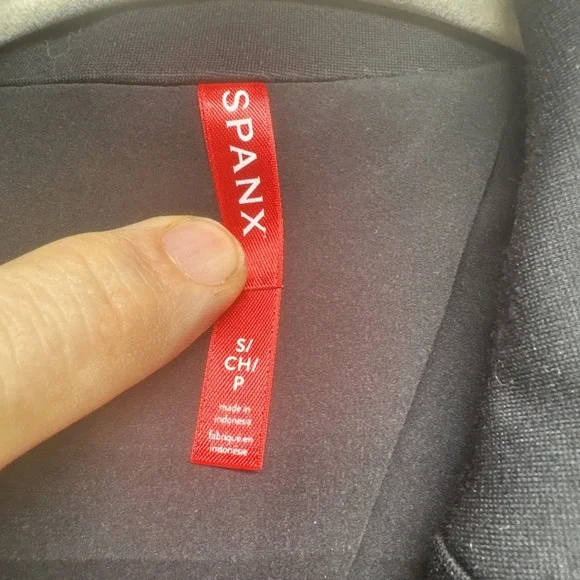 SPANX
S/
CH/
P
made in
indonesia
fabriqué en
indonésie